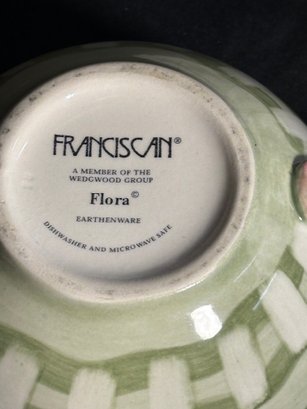 FRANCISCAN®
A MEMBER OF THE
WEDGWOOD GROUP
Flora©
EARTHENWARE
DISHWASHER AND MICROWAVE SAFE